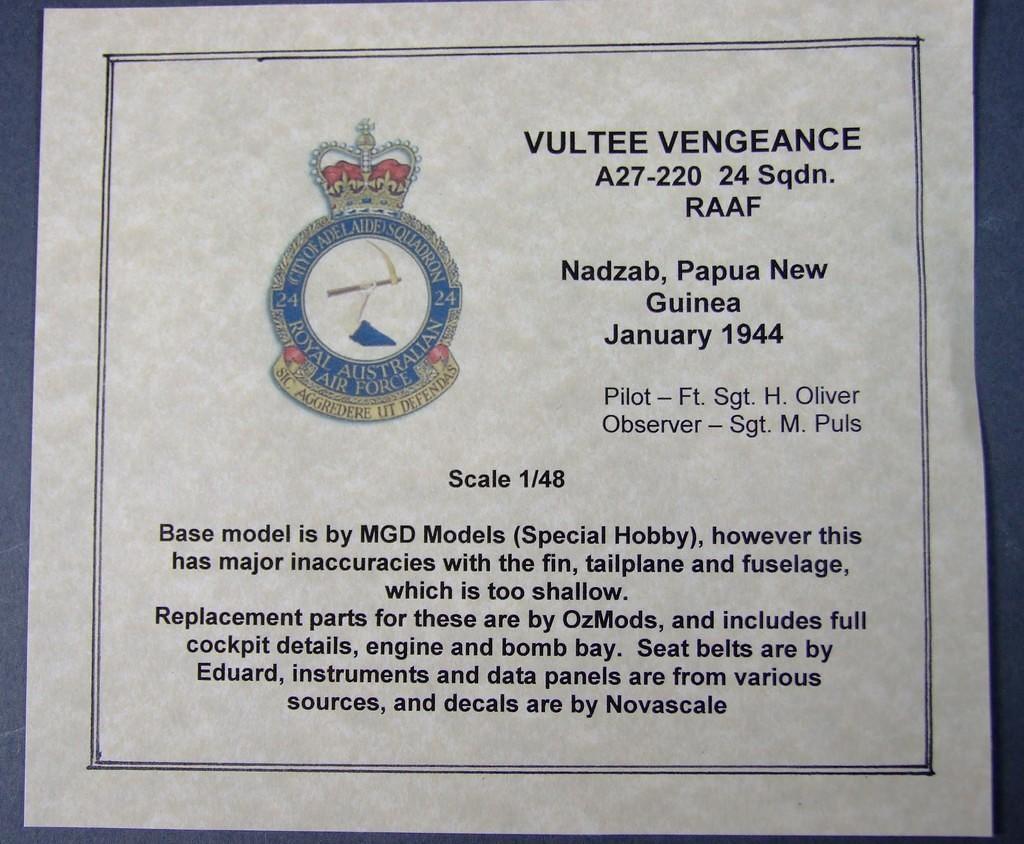 VULTEE VENGEANCE
A27-220 24 Sqdn.
RAAF
(CITY OF ADELAIDE) SQUADRON
24 24
ROYAL AUSTRALIAN
AIR FORCE
SIC AGGREDERE UT DEFENDAS
Nadzab, Papua New
Guinea
January 1944
Pilot – Ft. Sgt. H. Oliver
Observer – Sgt. M. Puls
Scale 1/48
Base model is by MGD Models (Special Hobby), however this
has major inaccuracies with the fin, tailplane and fuselage,
which is too shallow.
Replacement parts for these are by OzMods, and includes full
cockpit details, engine and bomb bay. Seat belts are by
Eduard, instruments and data panels are from various
sources, and decals are by Novascale